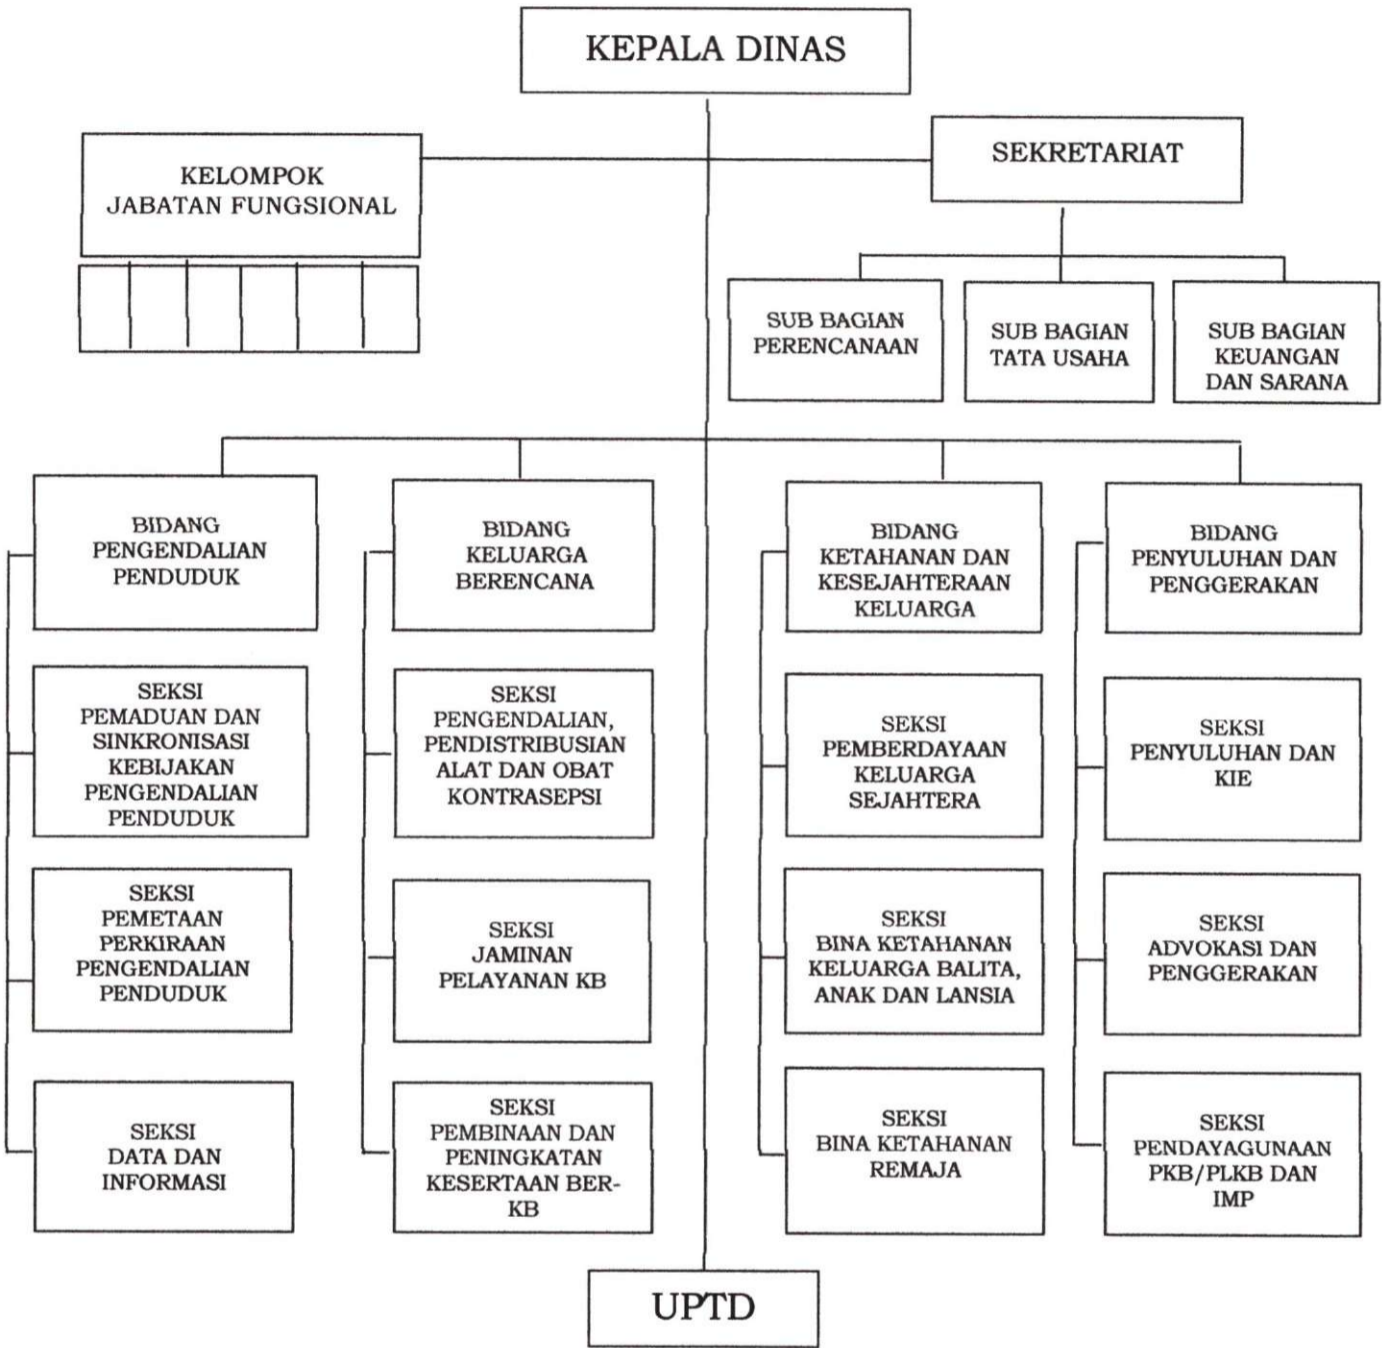 KEPALA DINAS
KELOMPOK
JABATAN FUNGSIONAL
SEKRETARIAT
SUB BAGIAN
PERENCANAAN
SUB BAGIAN
TATA USAHA
SUB BAGIAN
KEUANGAN
DAN SARANA
BIDANG
PENGENDALIAN
PENDUDUK
SEKSI
PEMADUAN DAN
SINKRONISASI
KEBIJAKAN
PENGENDALIAN
PENDUDUK
SEKSI
PEMETAAN
PERKIRAAN
PENGENDALIAN
PENDUDUK
SEKSI
DATA DAN
INFORMASI
BIDANG
KELUARGA
BERENCANA
SEKSI
PENGENDALIAN,
PENDISTRIBUSIAN
ALAT DAN OBAT
KONTRASEPSI
SEKSI
JAMINAN
PELAYANAN KB
SEKSI
PEMBINAAN DAN
PENINGKATAN
KESERTAAN BER-
KB
BIDANG
KETAHANAN DAN
KESEJAHTERAAN
KELUARGA
SEKSI
PEMBERDAYAAN
KELUARGA
SEJAHTERA
SEKSI
BINA KETAHANAN
KELUARGA BALITA,
ANAK DAN LANSIA
SEKSI
BINA KETAHANAN
REMAJA
BIDANG
PENYULUHAN DAN
PENGGERAKAN
SEKSI
PENYULUHAN DAN
KIE
SEKSI
ADVOKASI DAN
PENGGERAKAN
SEKSI
PENDAYAGUNAAN
PKB/PLKB DAN
IMP
UPTD